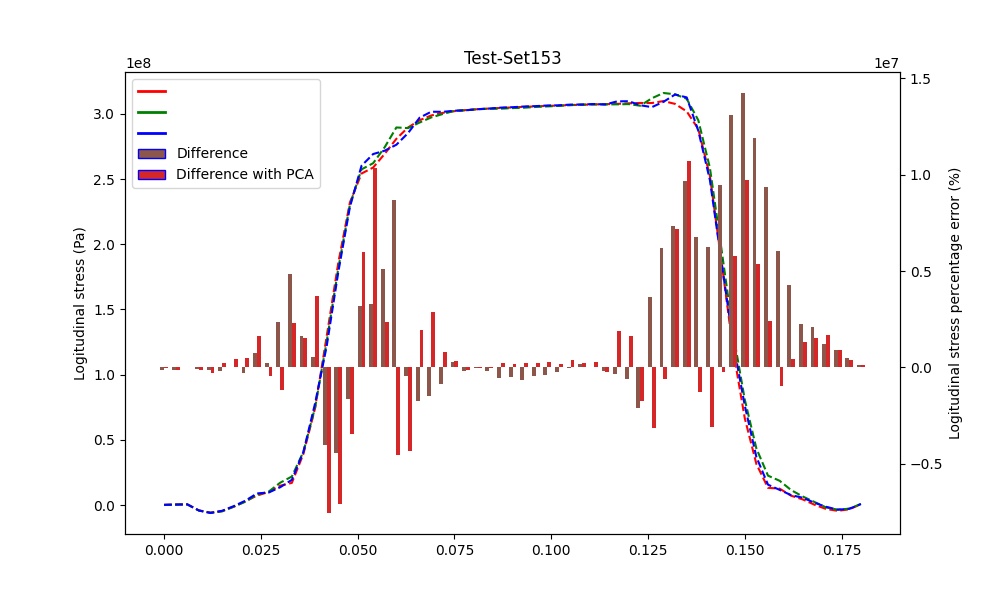 Test-Set153
1e8
1e7
Difference
Difference with PCA
Logitudinal stress (Pa)
3.0
2.5
2.0
1.5
1.0
0.5
0.0
1.5
1.0
0.5
0.0
−0.5
Logitudinal stress percentage error (%)
0.000 0.025 0.050 0.075 0.100 0.125 0.150 0.175